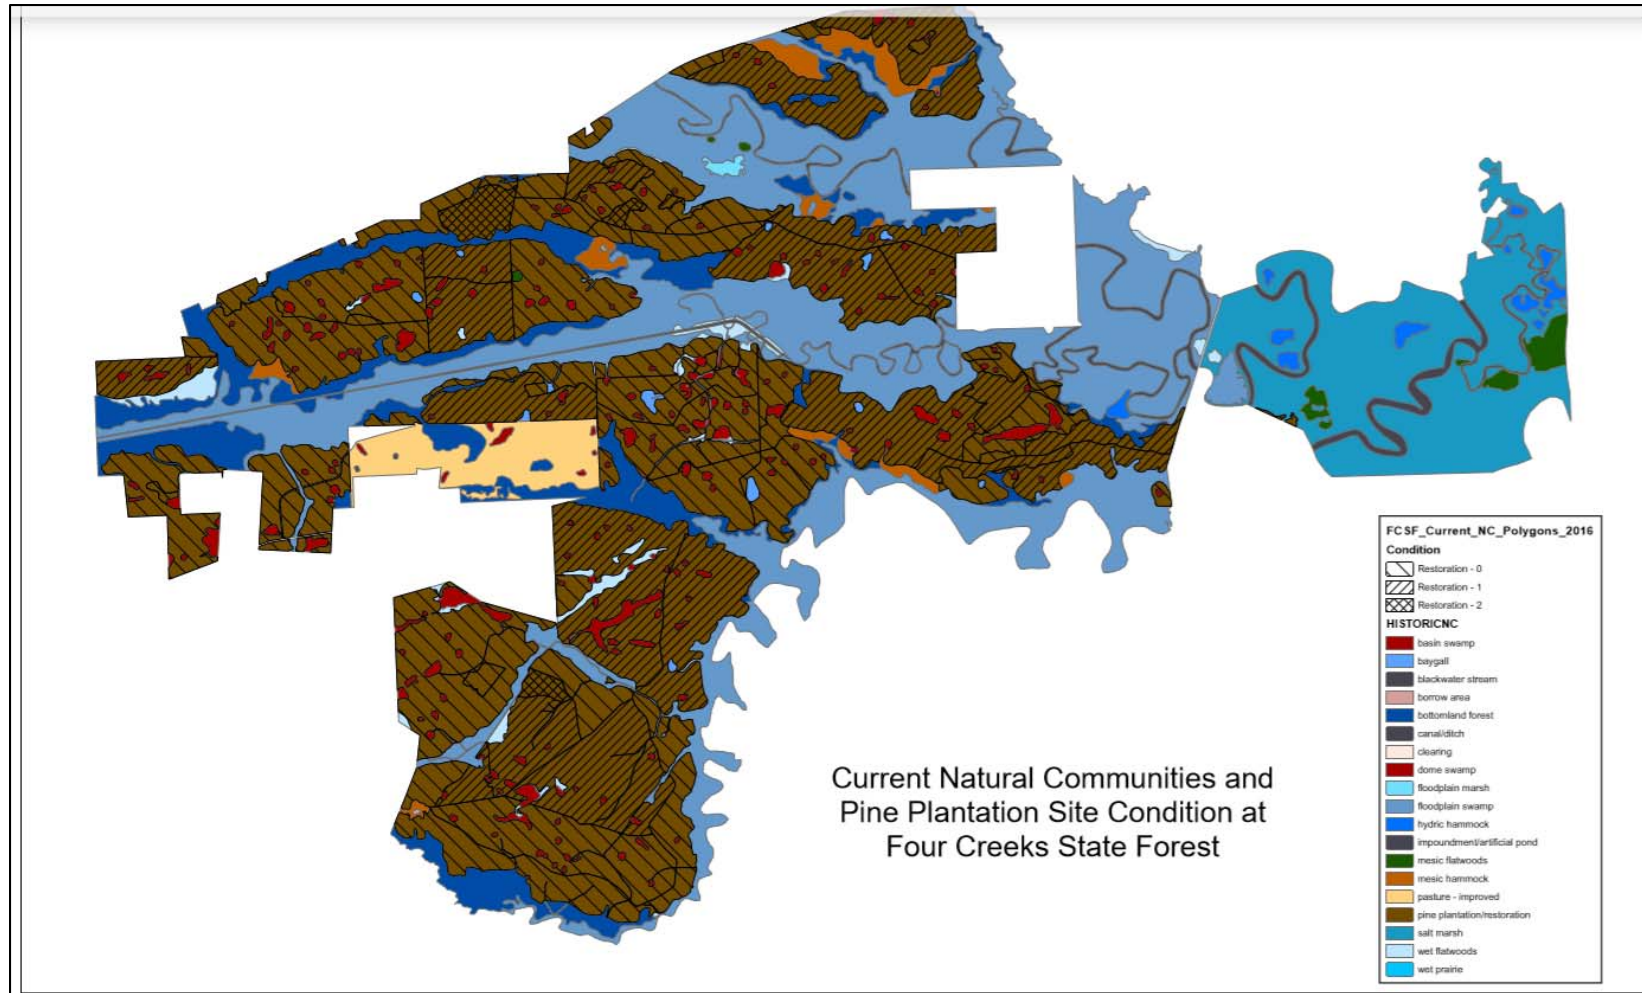 Current Natural Communities and
Pine Plantation Site Condition at
Four Creeks State Forest
FCSF_Current_NC_Polygons_2016
Condition
Restoration - 0
Restoration - 1
Restoration - 2
HISTORICNC
basin swamp
baygall
blackwater stream
borrow area
bottomland forest
canal/ditch
clearing
dome swamp
floodplain marsh
floodplain swamp
hydric hammock
impoundment/artificial pond
mesic flatwoods
mesic hammock
pasture - improved
pine plantation/restoration
salt marsh
wet flatwoods
wet prairie